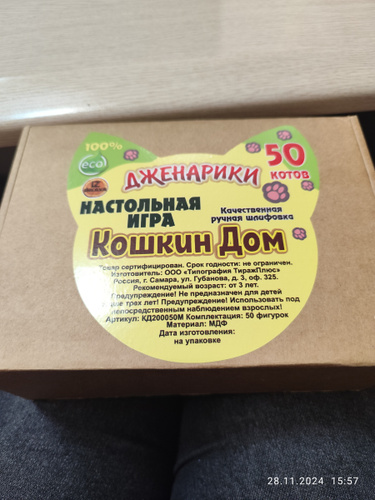 100%
eco
ДЖЕНАРИКИ
50
КОТОВ
НАСТОЛЬНАЯ
ИГРА
Качественная
ручная шлифовка
Кошкин Дом
Товар сертифицирован. Срок годности: не ограничен.
Изготовитель: ООО «Типография ТиражПлюс»
Россия, г. Самара, ул. Губанова, д. 3, оф. 325.
Рекомендуемый возраст: от 3 лет.
Предупреждение! Не предназначен для детей
трех лет! Предупреждение! Использовать под
непосредственным наблюдением взрослых!
Артикул: КД200050М Комплектация: 50 фигурок
Материал: МДФ
Дата изготовления:
на упаковке
28.11.2024 15:57